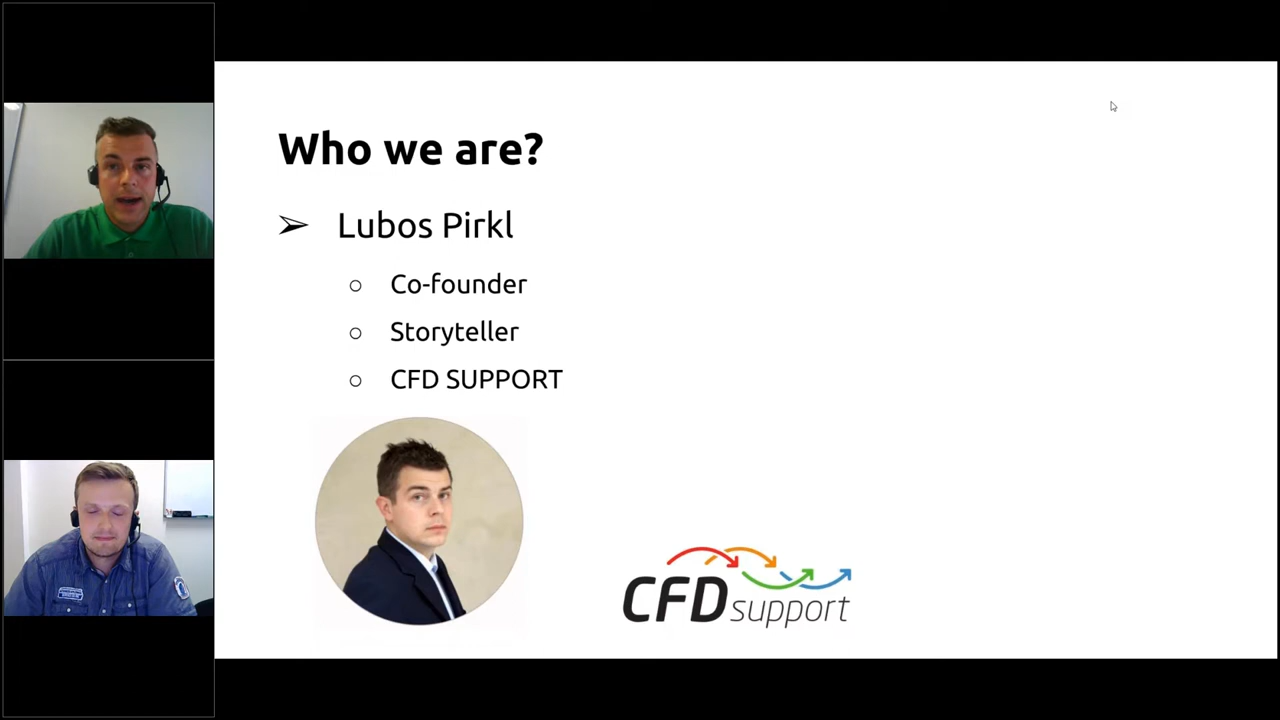 Who we are?
➢ Lubos Pirkl
○ Co-founder
○ Storyteller
○ CFD SUPPORT
CFD support